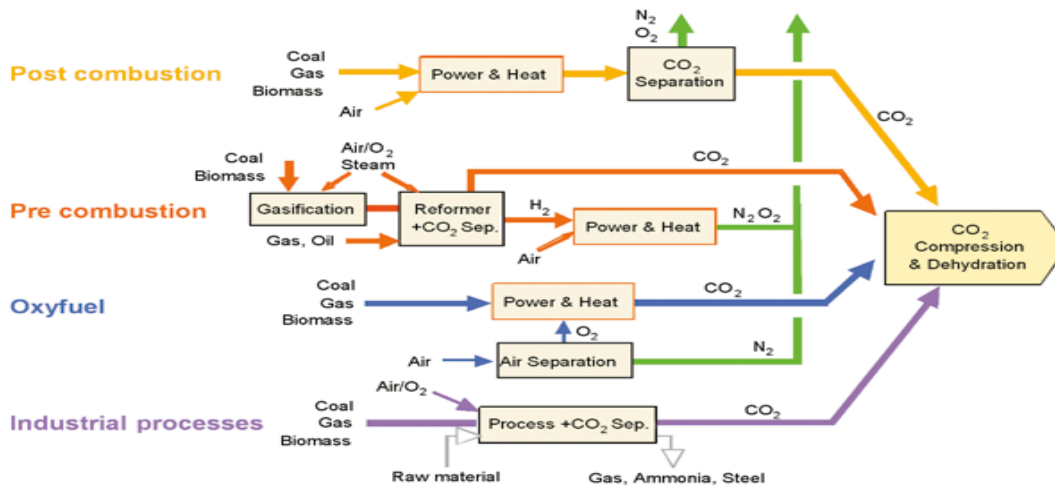 Post combustion
Coal
Gas
Biomass
Air
Power & Heat
N₂
O₂
CO₂
Separation
CO₂
Pre combustion
Coal
Biomass
Air/O₂
Steam
Gasification
Gas, Oil
Reformer
+CO₂ Sep.
CO₂
H₂
Air
Power & Heat
N₂ O₂
CO₂
Compression
& Dehydration
Oxyfuel
Coal
Gas
Biomass
Power & Heat
CO₂
O₂
Air
Air Separation
N₂
Industrial processes
Air/O₂
Coal
Gas
Biomass
Process +CO₂ Sep.
CO₂
Raw material
Gas, Ammonia, Steel